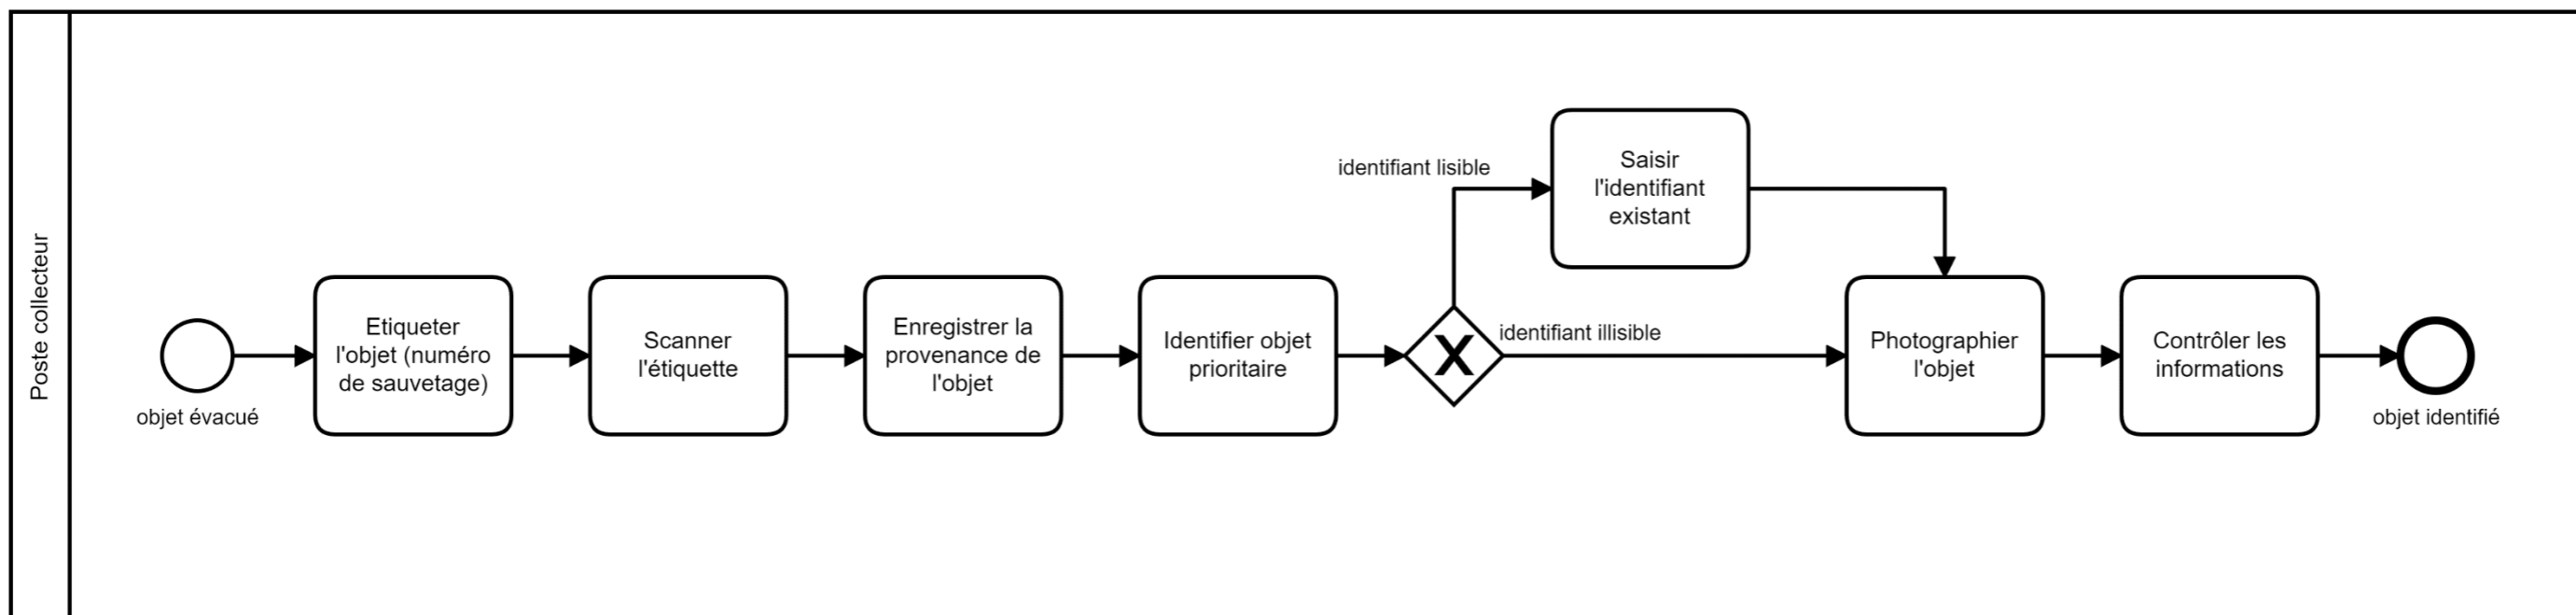 Poste collecteur
objet évacué
Etiqueter
l'objet (numéro
de sauvetage)
Scanner
l'étiquette
Enregistrer la
provenance de
l'objet
Identifier objet
prioritaire
identifiant lisible
Saisir
l'identifiant
existant
identifiant illisible
Photographier
l'objet
Contrôler les
informations
objet identifié